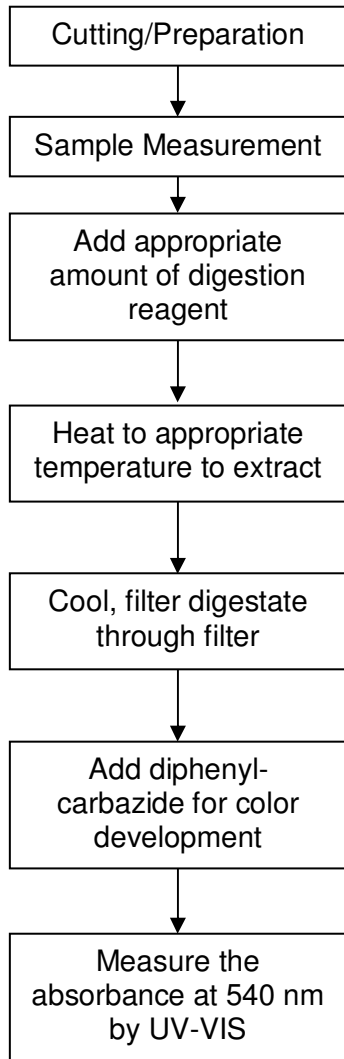 Cutting/Preparation
Sample Measurement
Add appropriate
amount of digestion
reagent
Heat to appropriate
temperature to extract
Cool, filter digestate
through filter
Add diphenyl-
carbazide for color
development
Measure the
absorbance at 540 nm
by UV-VIS